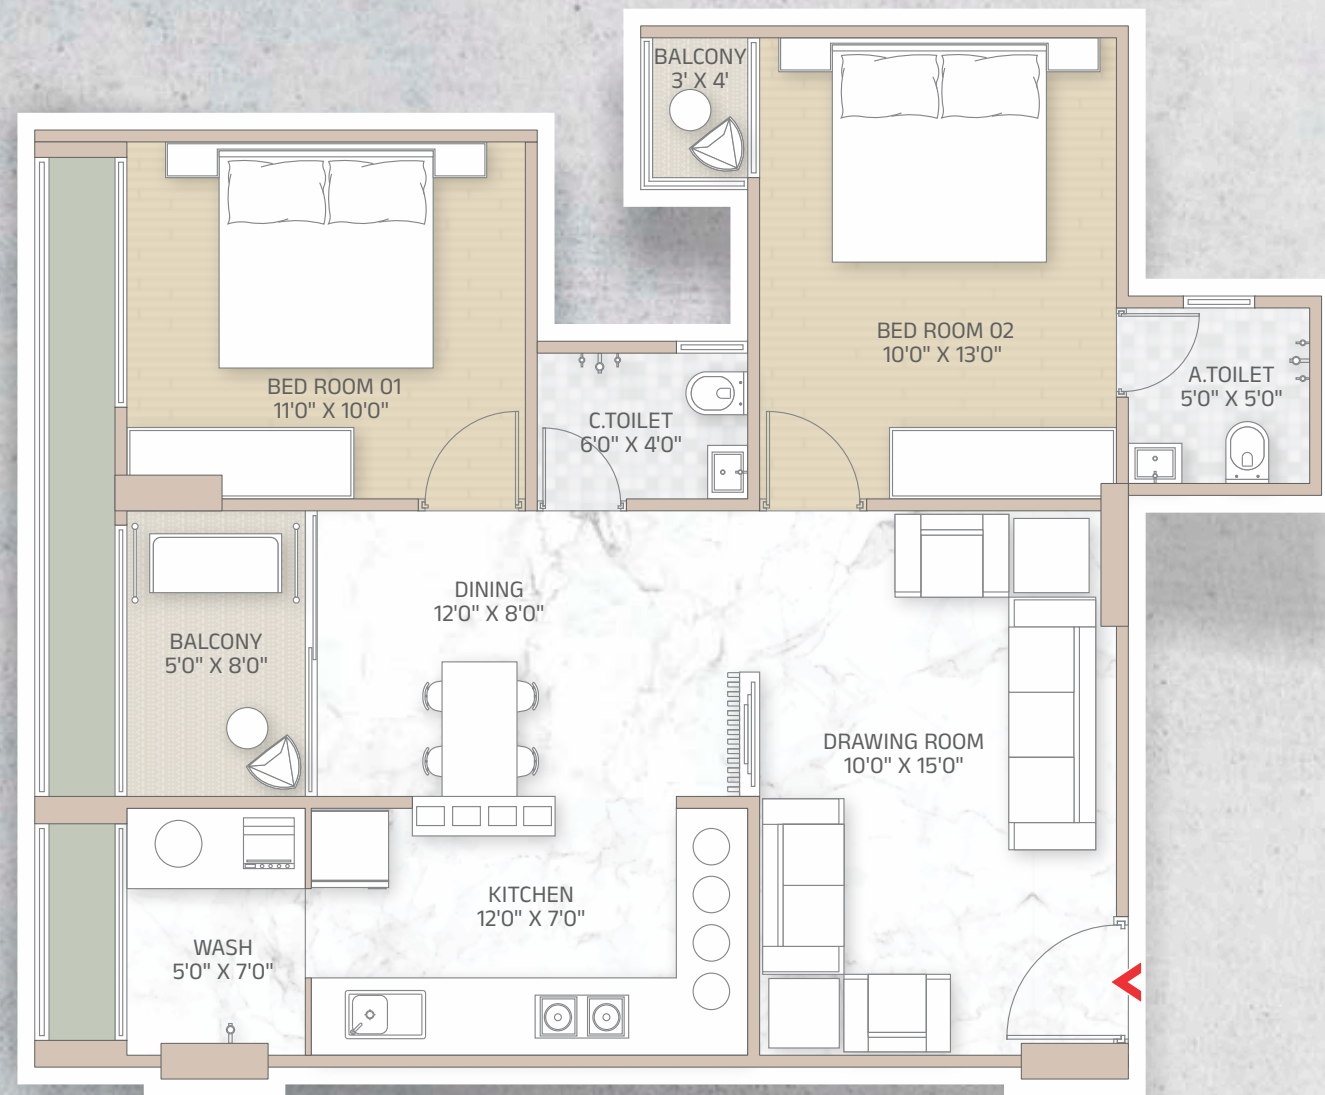 BALCONY
3' X 4'
BED ROOM 02
10'0" X 13'0"
A.TOILET
5'0" X 5'0"
BED ROOM 01
11'0" X 10'0"
C.TOILET
6'0" X 4'0"
DINING
12'0" X 8'0"
BALCONY
5'0" X 8'0"
DRAWING ROOM
10'0" X 15'0"
KITCHEN
12'0" X 7'0"
WASH
5'0" X 7'0"